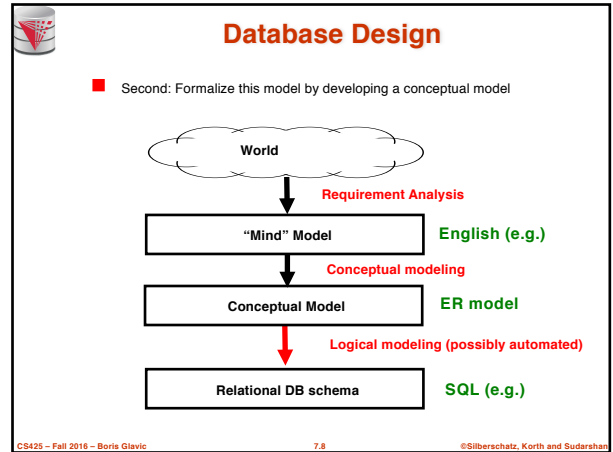 Database Design
Second: Formalize this model by developing a conceptual model
World
Requirement Analysis
“Mind” Model
English (e.g.)
Conceptual modeling
Conceptual Model
ER model
Logical modeling (possibly automated)
Relational DB schema
SQL (e.g.)
CS425 – Fall 2016 – Boris Glavic 7.8 ©Silberschatz, Korth and Sudarshan